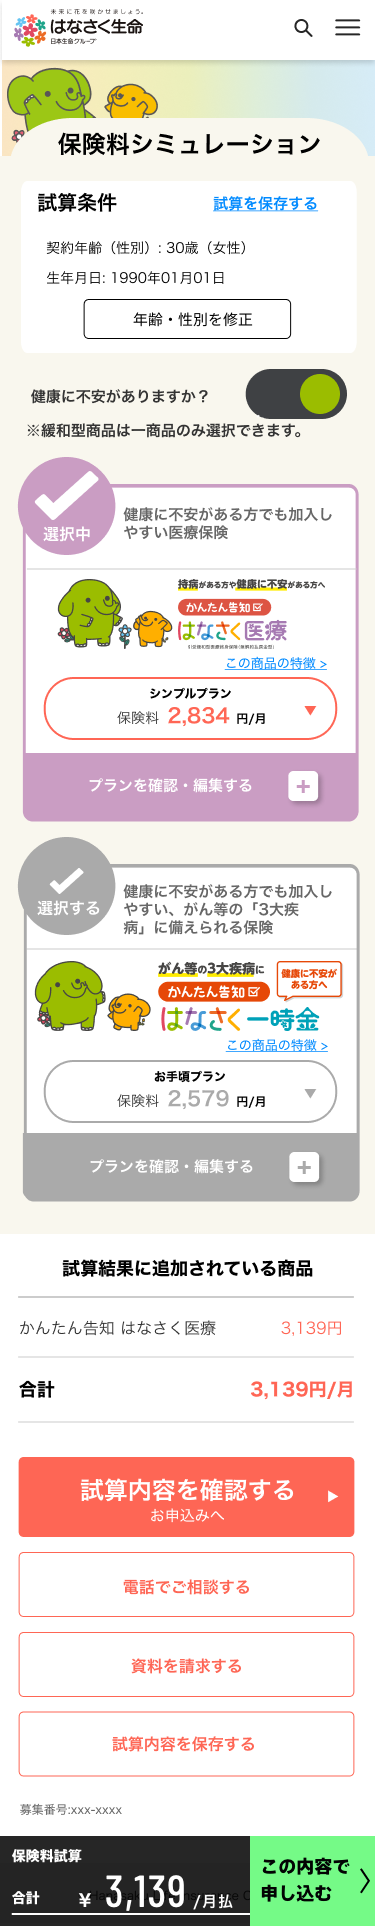 未来に花を咲かせましょう。
はなさく生命
日本生命グループ
保険料シミュレーション
試算条件
試算を保存する
契約年齢（性別）: 30歳（女性）
生年月日: 1990年01月01日
年齢・性別を修正
健康に不安がありますか？
※緩和型商品は一商品のみ選択できます。
選択中
健康に不安がある方でも加入し
やすい医療保険
持病がある方や健康に不安がある方へ
かんたん告知
はなさく医療
この商品の特徴 >
シンプルプラン
保険料 2,834 円/月
プランを確認・編集する
選択する
健康に不安がある方でも加入し
やすい、がん等の「3大疾
病」に備えられる保険
がん等の3大疾病に
かんたん告知
健康に不安が
ある方へ
はなさく一時金
この商品の特徴 >
お手頃プラン
保険料 2,579 円/月
プランを確認・編集する
試算結果に追加されている商品
かんたん告知 はなさく医療 3,139円
合計 3,139円/月
試算内容を確認する
お申込みへ
電話でご相談する
資料を請求する
試算内容を保存する
募集番号:xxx-xxxx
保険料試算
合計 ¥ 3,139 /月払
この内容で
申し込む